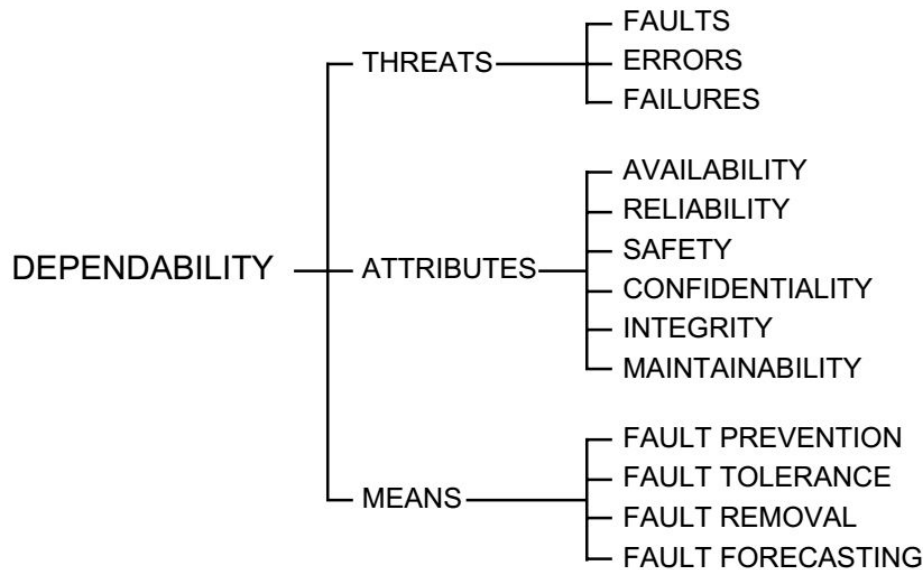 DEPENDABILITY
THREATS
FAULTS
ERRORS
FAILURES
ATTRIBUTES
AVAILABILITY
RELIABILITY
SAFETY
CONFIDENTIALITY
INTEGRITY
MAINTAINABILITY
MEANS
FAULT PREVENTION
FAULT TOLERANCE
FAULT REMOVAL
FAULT FORECASTING